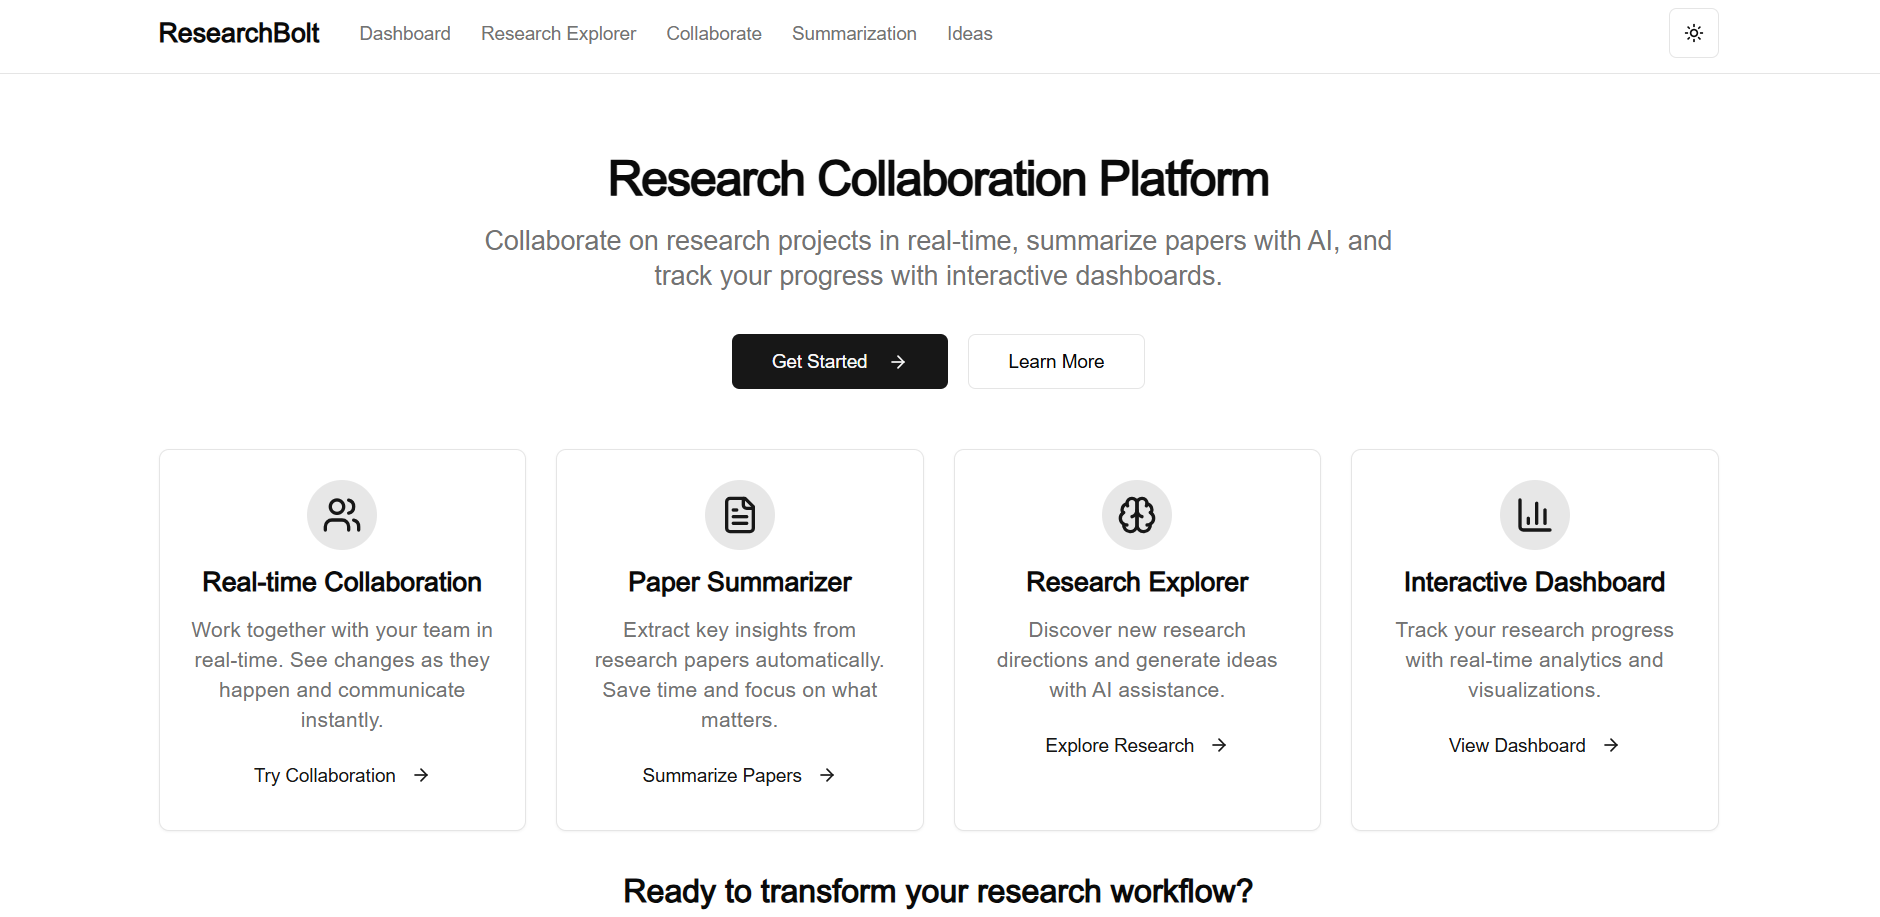 ResearchBolt
Dashboard
Research Explorer
Collaborate
Summarization
Ideas
Research Collaboration Platform
Collaborate on research projects in real-time, summarize papers with AI, and
track your progress with interactive dashboards.
Get Started
Learn More
Real-time Collaboration
Work together with your team in
real-time. See changes as they
happen and communicate
instantly.
Try Collaboration
Paper Summarizer
Extract key insights from
research papers automatically.
Save time and focus on what
matters.
Summarize Papers
Research Explorer
Discover new research
directions and generate ideas
with AI assistance.
Explore Research
Interactive Dashboard
Track your research progress
with real-time analytics and
visualizations.
View Dashboard
Ready to transform your research workflow?